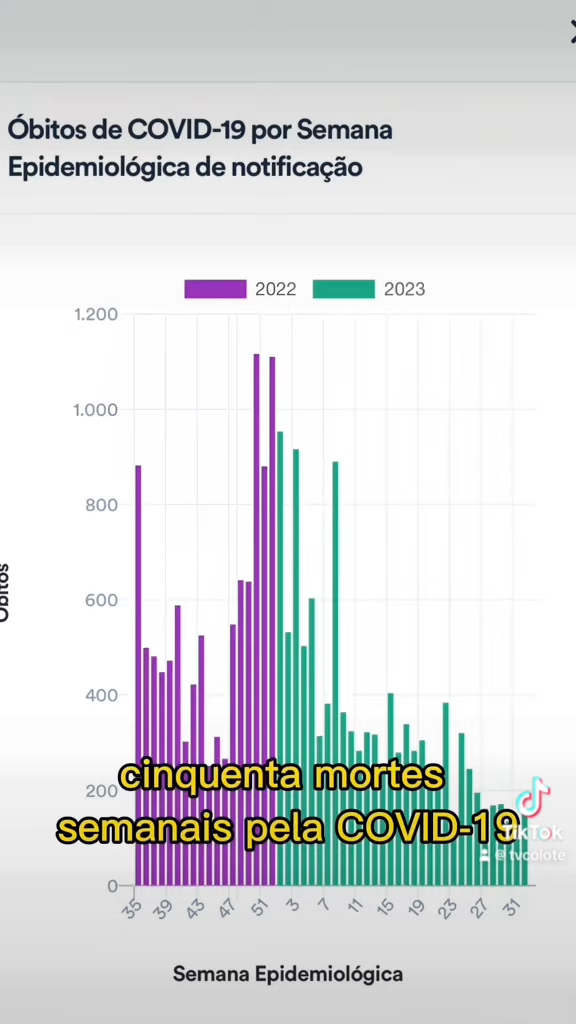 Óbitos de COVID-19 por Semana
Epidemiológica de notificação
2022 2023
1.200
1.000
800
600
400
200
0
Óbitos
35 39 43 47 51 3 7 11 15 19 23 27 31
Semana Epidemiológica
cinquenta mortes
semanais pela COVID-19
TikTok
@tvcoiote